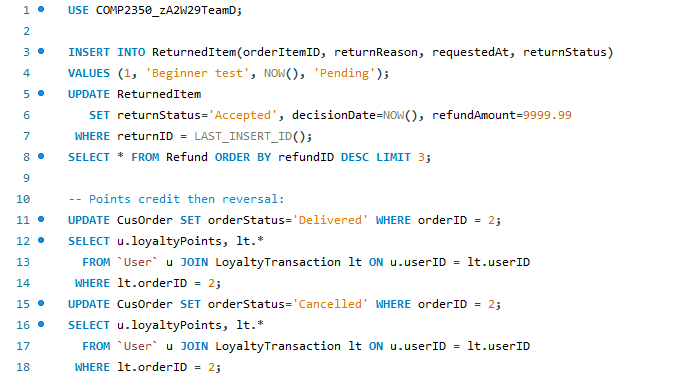 1 USE COMP2350_zA2W29TeamD;
2
3 INSERT INTO ReturnedItem(orderItemID, returnReason, requestedAt, returnStatus)
4 VALUES (1, 'Beginner test', NOW(), 'Pending');
5 UPDATE ReturnedItem
6 SET returnStatus='Accepted', decisionDate=NOW(), refundAmount=9999.99
7 WHERE returnID = LAST_INSERT_ID();
8 SELECT * FROM Refund ORDER BY refundID DESC LIMIT 3;
9
10 -- Points credit then reversal:
11 UPDATE CusOrder SET orderStatus='Delivered' WHERE orderID = 2;
12 SELECT u.loyaltyPoints, lt.*
13 FROM `User` u JOIN LoyaltyTransaction lt ON u.userID = lt.userID
14 WHERE lt.orderID = 2;
15 UPDATE CusOrder SET orderStatus='Cancelled' WHERE orderID = 2;
16 SELECT u.loyaltyPoints, lt.*
17 FROM `User` u JOIN LoyaltyTransaction lt ON u.userID = lt.userID
18 WHERE lt.orderID = 2;